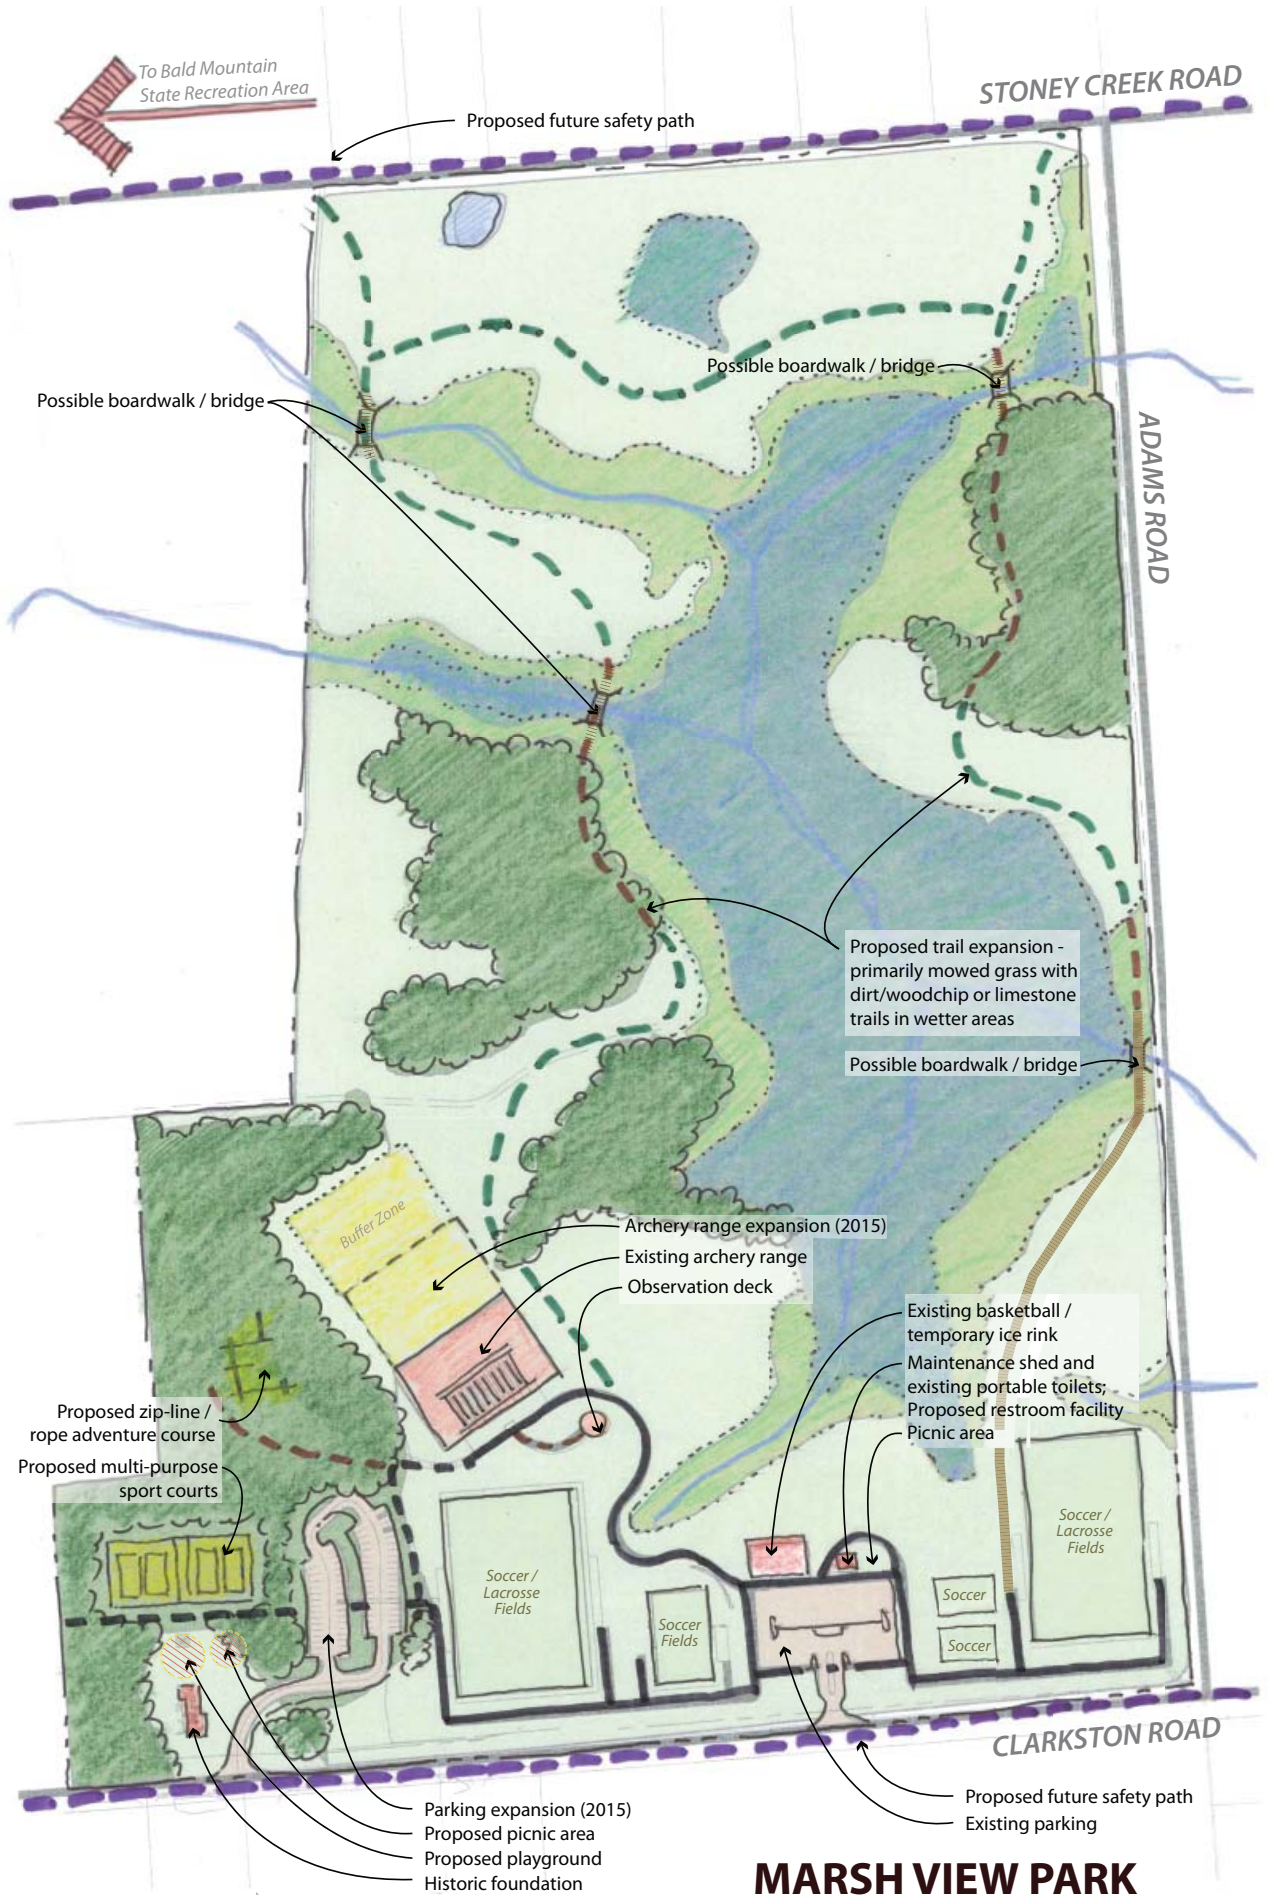 To Bald Mountain
State Recreation Area
STONEY CREEK ROAD
Proposed future safety path
Possible boardwalk / bridge
Possible boardwalk / bridge
ADAMS ROAD
Proposed trail expansion -
primarily mowed grass with
dirt/woodchip or limestone
trails in wetter areas
Possible boardwalk / bridge
Buffer Zone
Archery range expansion (2015)
Existing archery range
Observation deck
Existing basketball /
temporary ice rink
Maintenance shed and
existing portable toilets;
Proposed restroom facility
Picnic area
Proposed zip-line /
rope adventure course
Proposed multi-purpose
sport courts
Soccer /
Lacrosse
Fields
Soccer
Fields
Soccer
Soccer
Soccer /
Lacrosse
Fields
CLARKSTON ROAD
Proposed future safety path
Existing parking
Parking expansion (2015)
Proposed picnic area
Proposed playground
Historic foundation
MARSH VIEW PARK